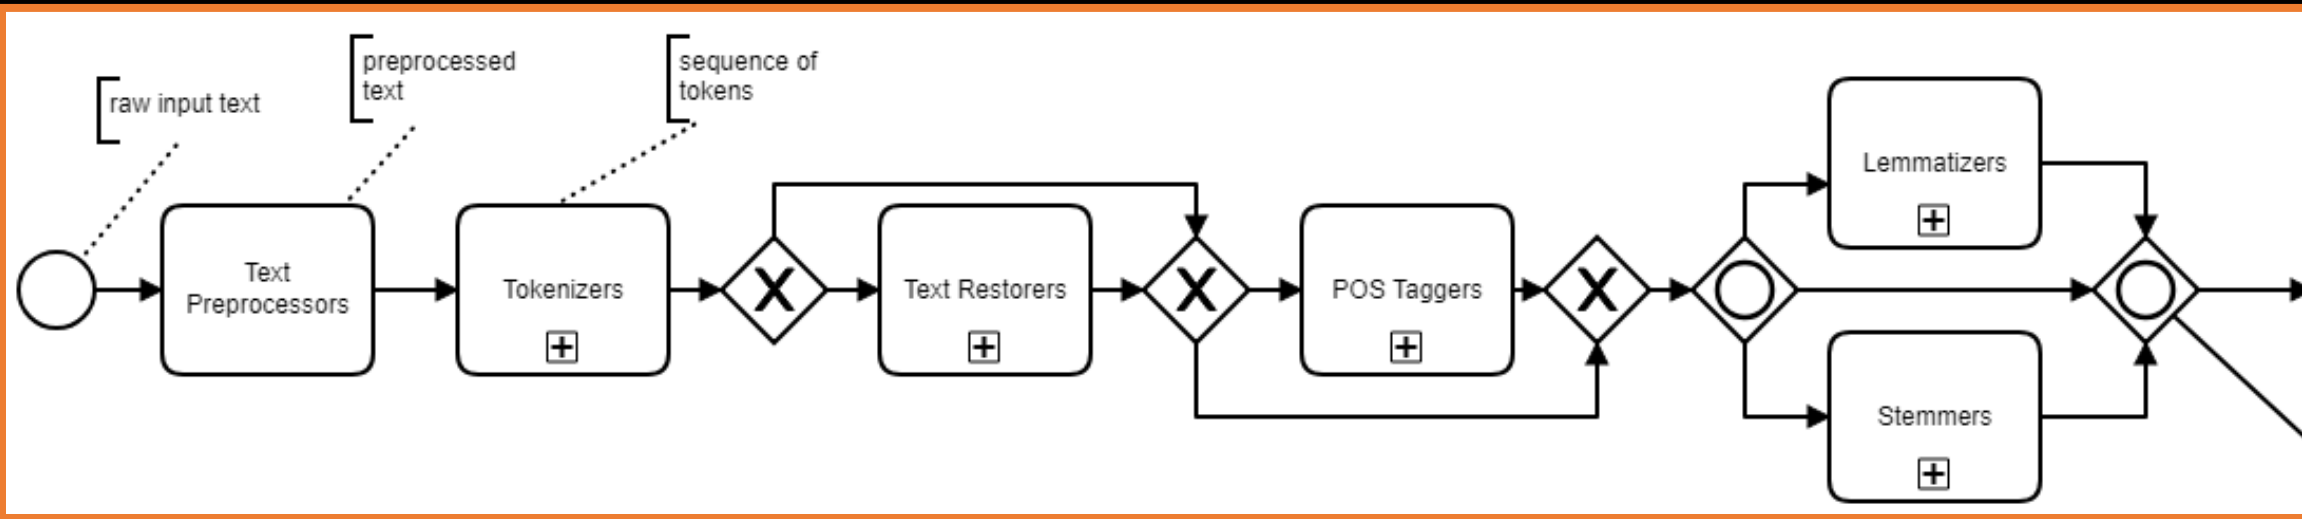 raw input text
preprocessed
text
sequence of
tokens
Text
Preprocessors
Tokenizers
X
Text Restorers
X
POS Taggers
X
Lemmatizers
Stemmers